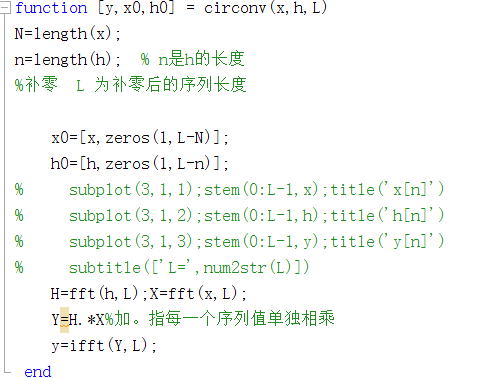 function [y,x0,h0] = circonv(x,h,L)
N=length(x);
n=length(h);  % n是h的长度
%补零  L 为补零后的序列长度
x0=[x,zeros(1,L-N)];
h0=[h,zeros(1,L-n)];
%     subplot(3,1,1);stem(0:L-1,x);title('x[n]')
%     subplot(3,1,2);stem(0:L-1,h);title('h[n]')
%     subplot(3,1,3);stem(0:L-1,y);title('y[n]')
%     subtitle(['L=',num2str(L)])
H=fft(h,L);X=fft(x,L);
Y=H.*X%加。指每一个序列值单独相乘
y=ifft(Y,L);
end